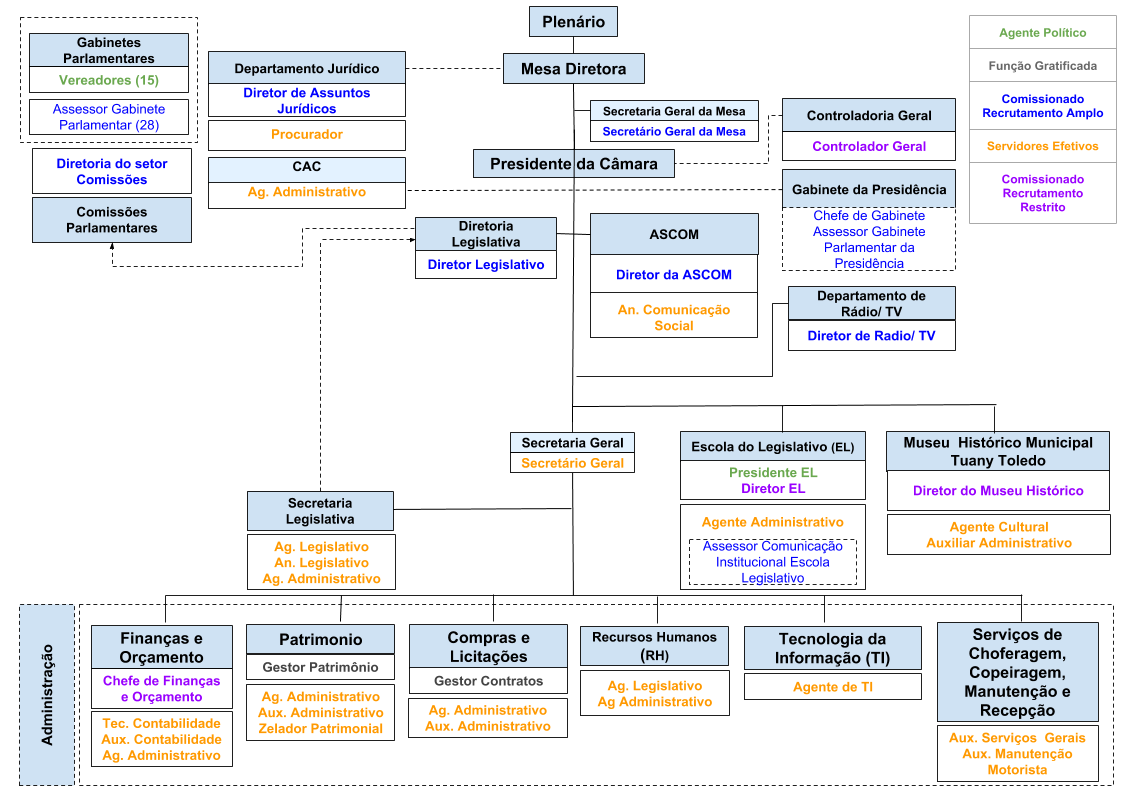 Plenário
Mesa Diretora
Gabinetes
Parlamentares
Vereadores (15)
Assessor Gabinete
Parlamentar (28)
Diretoria do setor
Comissões
Comissões
Parlamentares
Departamento Jurídico
Diretor de Assuntos
Jurídicos
Procurador
CAC
Ag. Administrativo
Secretaria Geral da Mesa
Secretário Geral da Mesa
Presidente da Câmara
Controladoria Geral
Controlador Geral
Gabinete da Presidência
Chefe de Gabinete
Assessor Gabinete
Parlamentar da
Presidência
Agente Político
Função Gratificada
Comissionado
Recrutamento Amplo
Servidores Efetivos
Comissionado
Recrutamento
Restrito
Diretoria
Legislativa
Diretor Legislativo
ASCOM
Diretor da ASCOM
An. Comunicação
Social
Departamento de
Rádio/ TV
Diretor de Radio/ TV
Secretaria Geral
Secretário Geral
Escola do Legislativo (EL)
Presidente EL
Diretor EL
Agente Administrativo
Assessor Comunicação
Institucional Escola
Legislativo
Museu Histórico Municipal
Tuany Toledo
Diretor do Museu Histórico
Agente Cultural
Auxiliar Administrativo
Secretaria
Legislativa
Ag. Legislativo
An. Legislativo
Ag. Administrativo
Administração
Finanças e
Orçamento
Chefe de Finanças
e Orçamento
Tec. Contabilidade
Aux. Contabilidade
Ag. Administrativo
Patrimonio
Gestor Patrimônio
Ag. Administrativo
Aux. Administrativo
Zelador Patrimonial
Compras e
Licitações
Gestor Contratos
Ag. Administrativo
Aux. Administrativo
Recursos Humanos
(RH)
Ag. Legislativo
Ag Administrativo
Tecnologia da
Informação (TI)
Agente de TI
Serviços de
Choferagem,
Copeiragem,
Manutenção e
Recepção
Aux. Serviços Gerais
Aux. Manutenção
Motorista